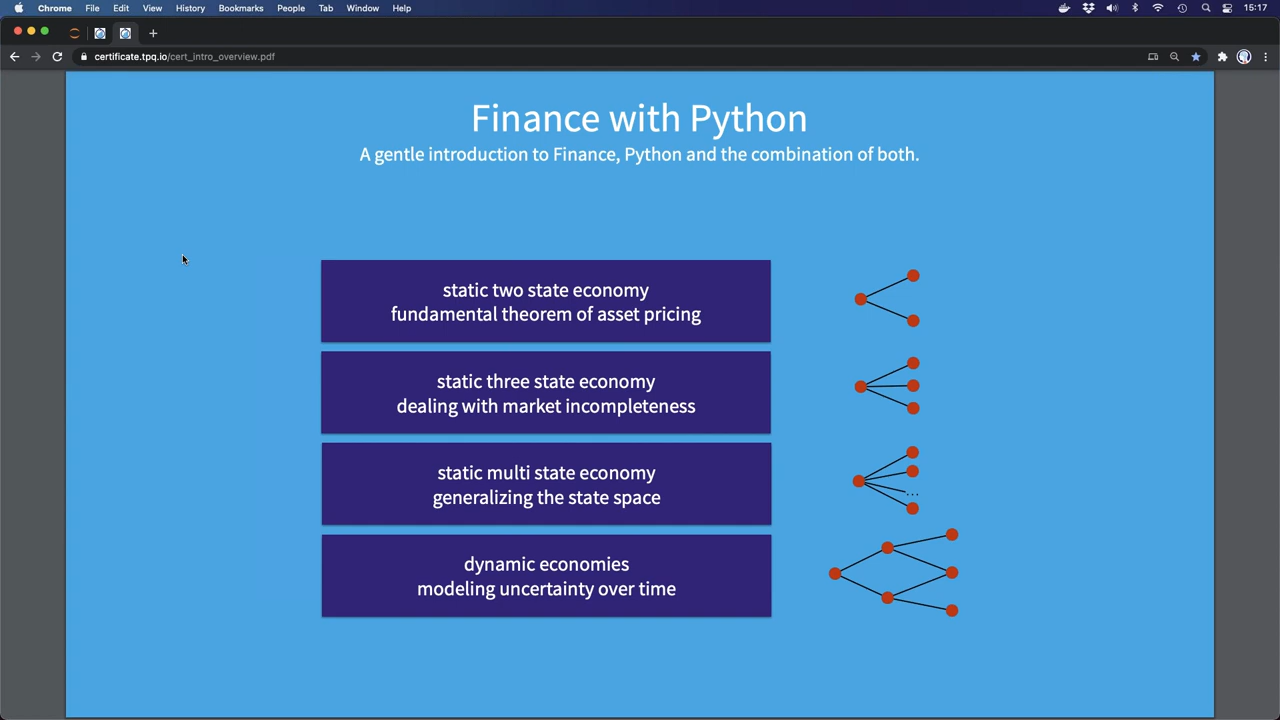 Chrome File Edit View History Bookmarks People Tab Window Help 15:17
certificate.tpq.io/cert_intro_overview.pdf
Finance with Python
A gentle introduction to Finance, Python and the combination of both.
static two state economy
fundamental theorem of asset pricing
static three state economy
dealing with market incompleteness
static multi state economy
generalizing the state space
...
dynamic economies
modeling uncertainty over time